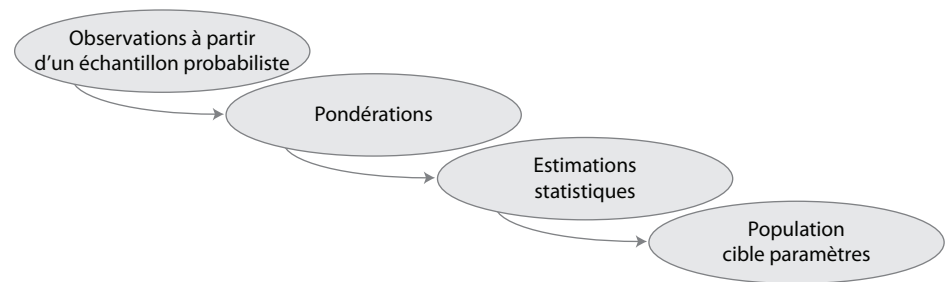 Observations à partir
d’un échantillon probabiliste
Pondérations
Estimations
statistiques
Population
cible paramètres